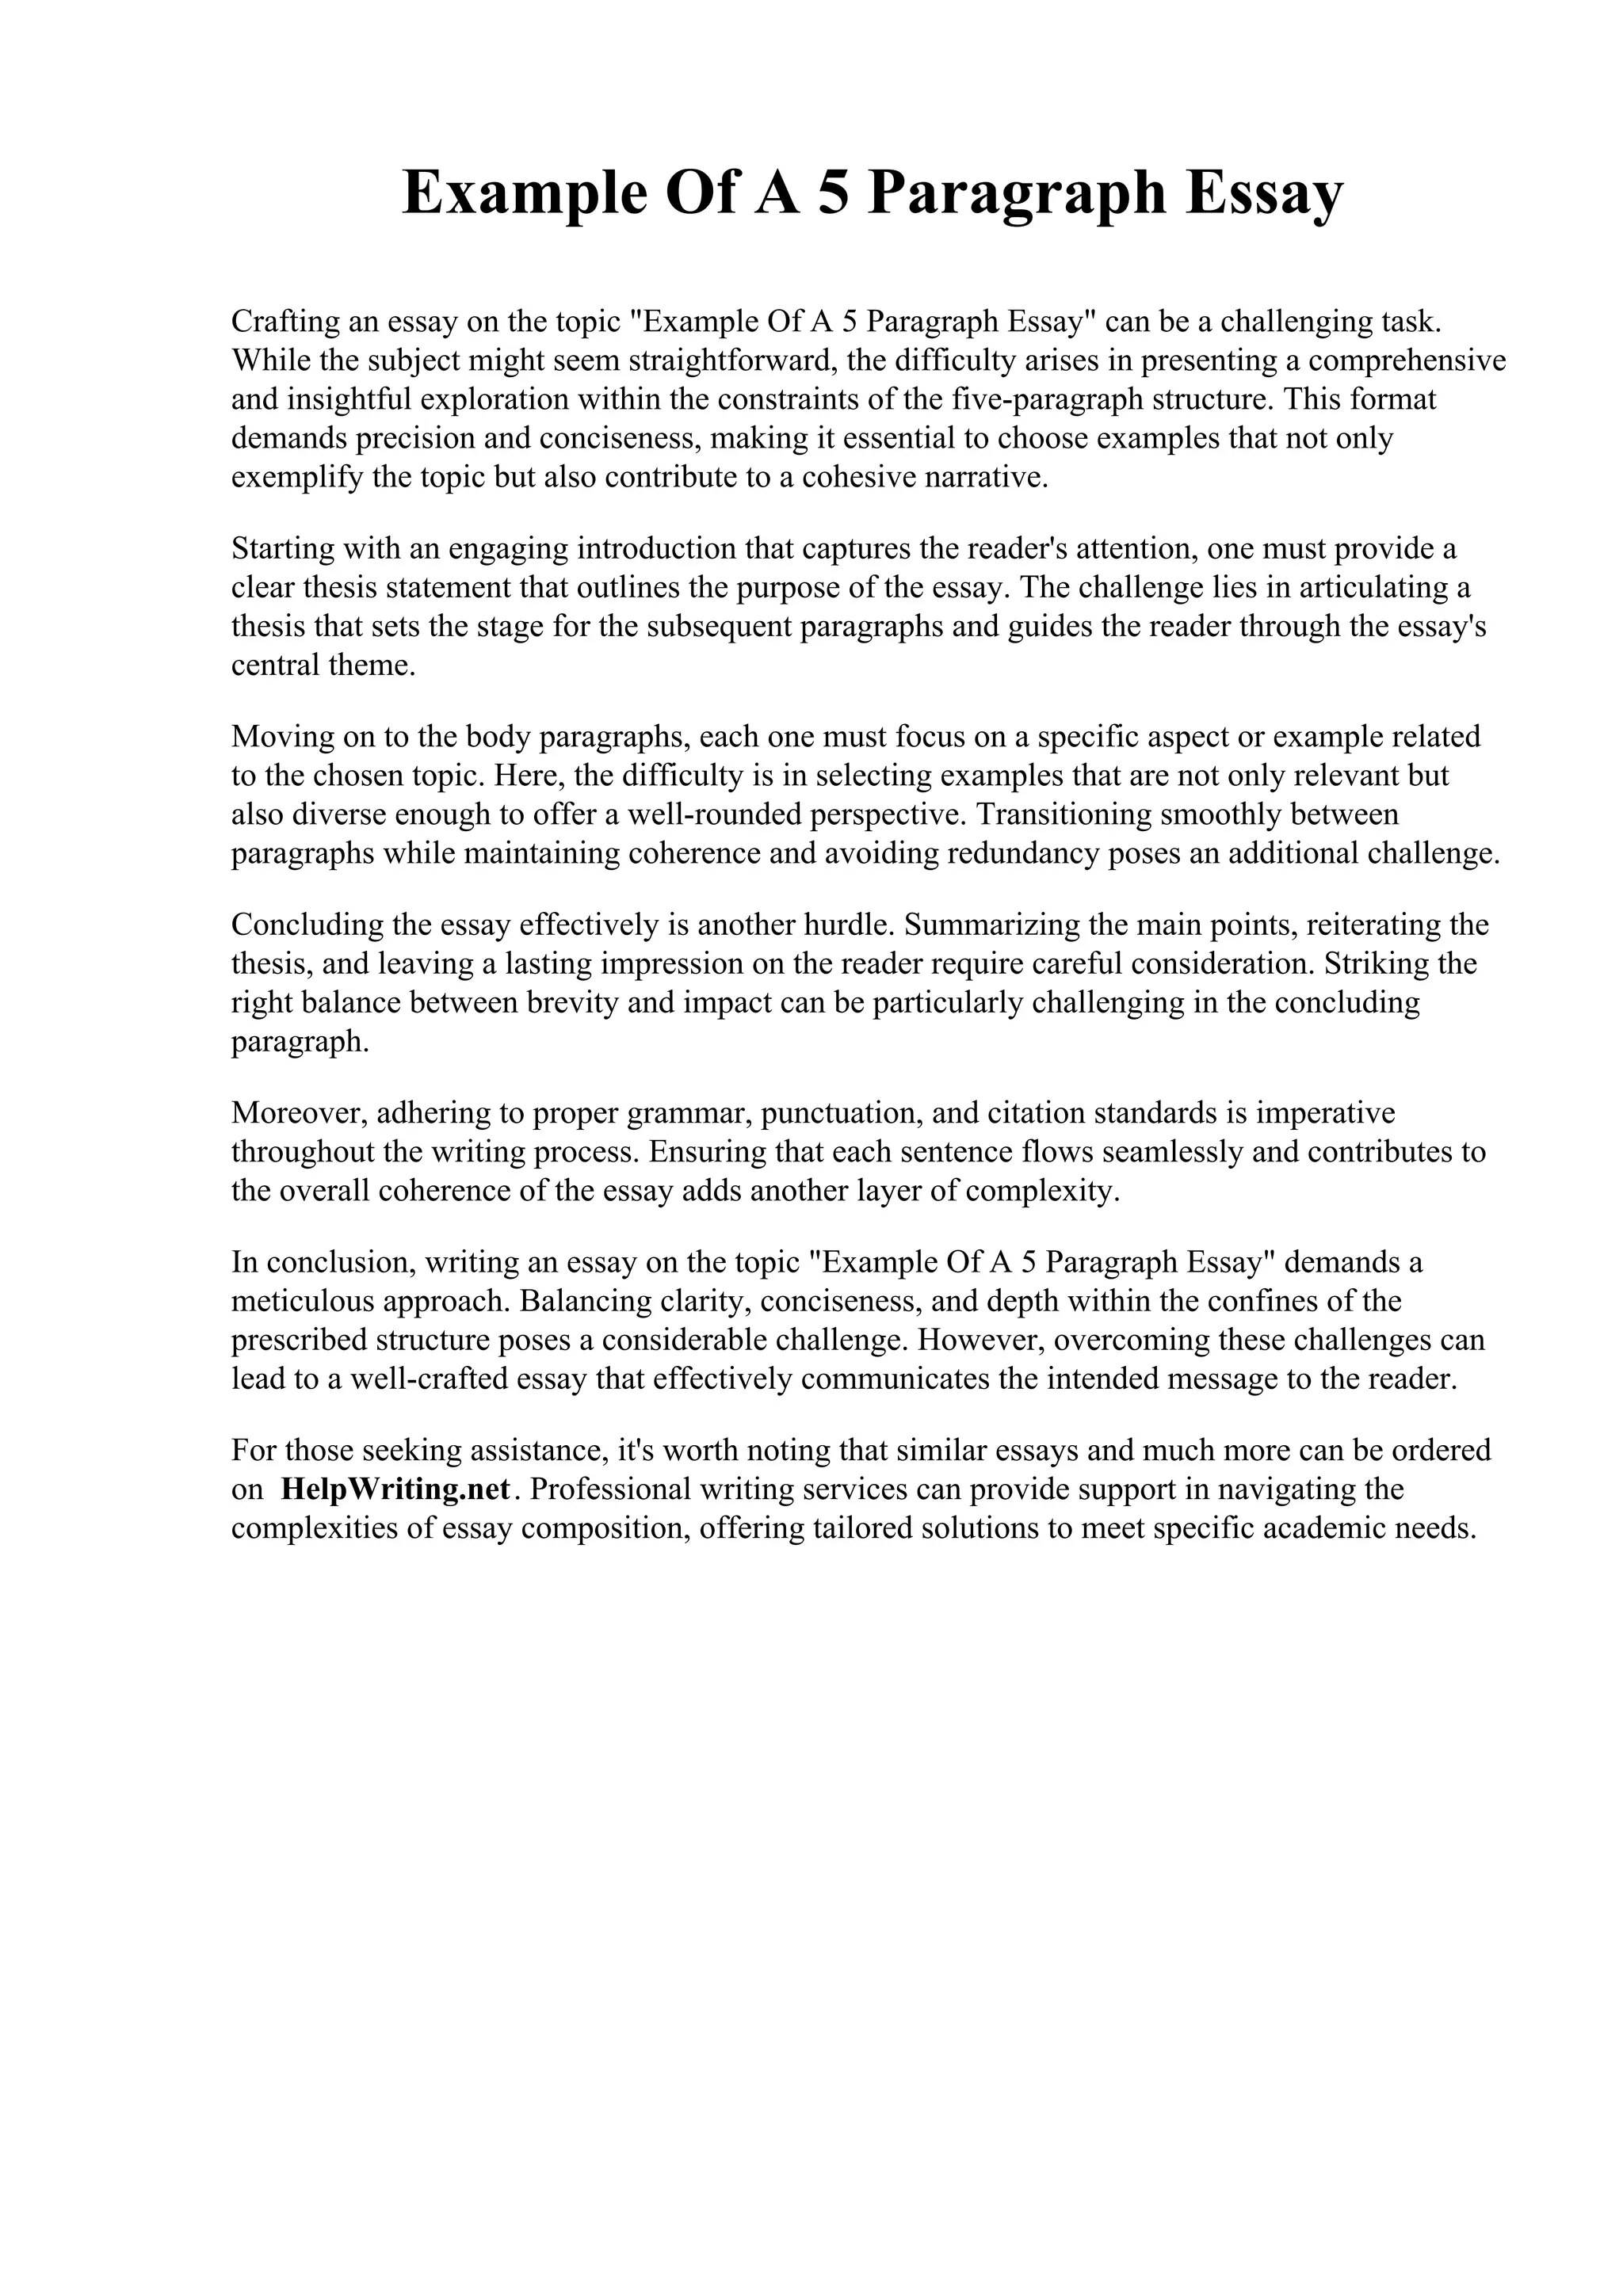 Example Of A 5 Paragraph Essay
Crafting an essay on the topic "Example Of A 5 Paragraph Essay" can be a challenging task.
While the subject might seem straightforward, the difficulty arises in presenting a comprehensive
and insightful exploration within the constraints of the five-paragraph structure. This format
demands precision and conciseness, making it essential to choose examples that not only
exemplify the topic but also contribute to a cohesive narrative.
Starting with an engaging introduction that captures the reader's attention, one must provide a
clear thesis statement that outlines the purpose of the essay. The challenge lies in articulating a
thesis that sets the stage for the subsequent paragraphs and guides the reader through the essay's
central theme.
Moving on to the body paragraphs, each one must focus on a specific aspect or example related
to the chosen topic. Here, the difficulty is in selecting examples that are not only relevant but
also diverse enough to offer a well-rounded perspective. Transitioning smoothly between
paragraphs while maintaining coherence and avoiding redundancy poses an additional challenge.
Concluding the essay effectively is another hurdle. Summarizing the main points, reiterating the
thesis, and leaving a lasting impression on the reader require careful consideration. Striking the
right balance between brevity and impact can be particularly challenging in the concluding
paragraph.
Moreover, adhering to proper grammar, punctuation, and citation standards is imperative
throughout the writing process. Ensuring that each sentence flows seamlessly and contributes to
the overall coherence of the essay adds another layer of complexity.
In conclusion, writing an essay on the topic "Example Of A 5 Paragraph Essay" demands a
meticulous approach. Balancing clarity, conciseness, and depth within the confines of the
prescribed structure poses a considerable challenge. However, overcoming these challenges can
lead to a well-crafted essay that effectively communicates the intended message to the reader.
For those seeking assistance, it's worth noting that similar essays and much more can be ordered
on HelpWriting.net. Professional writing services can provide support in navigating the
complexities of essay composition, offering tailored solutions to meet specific academic needs.